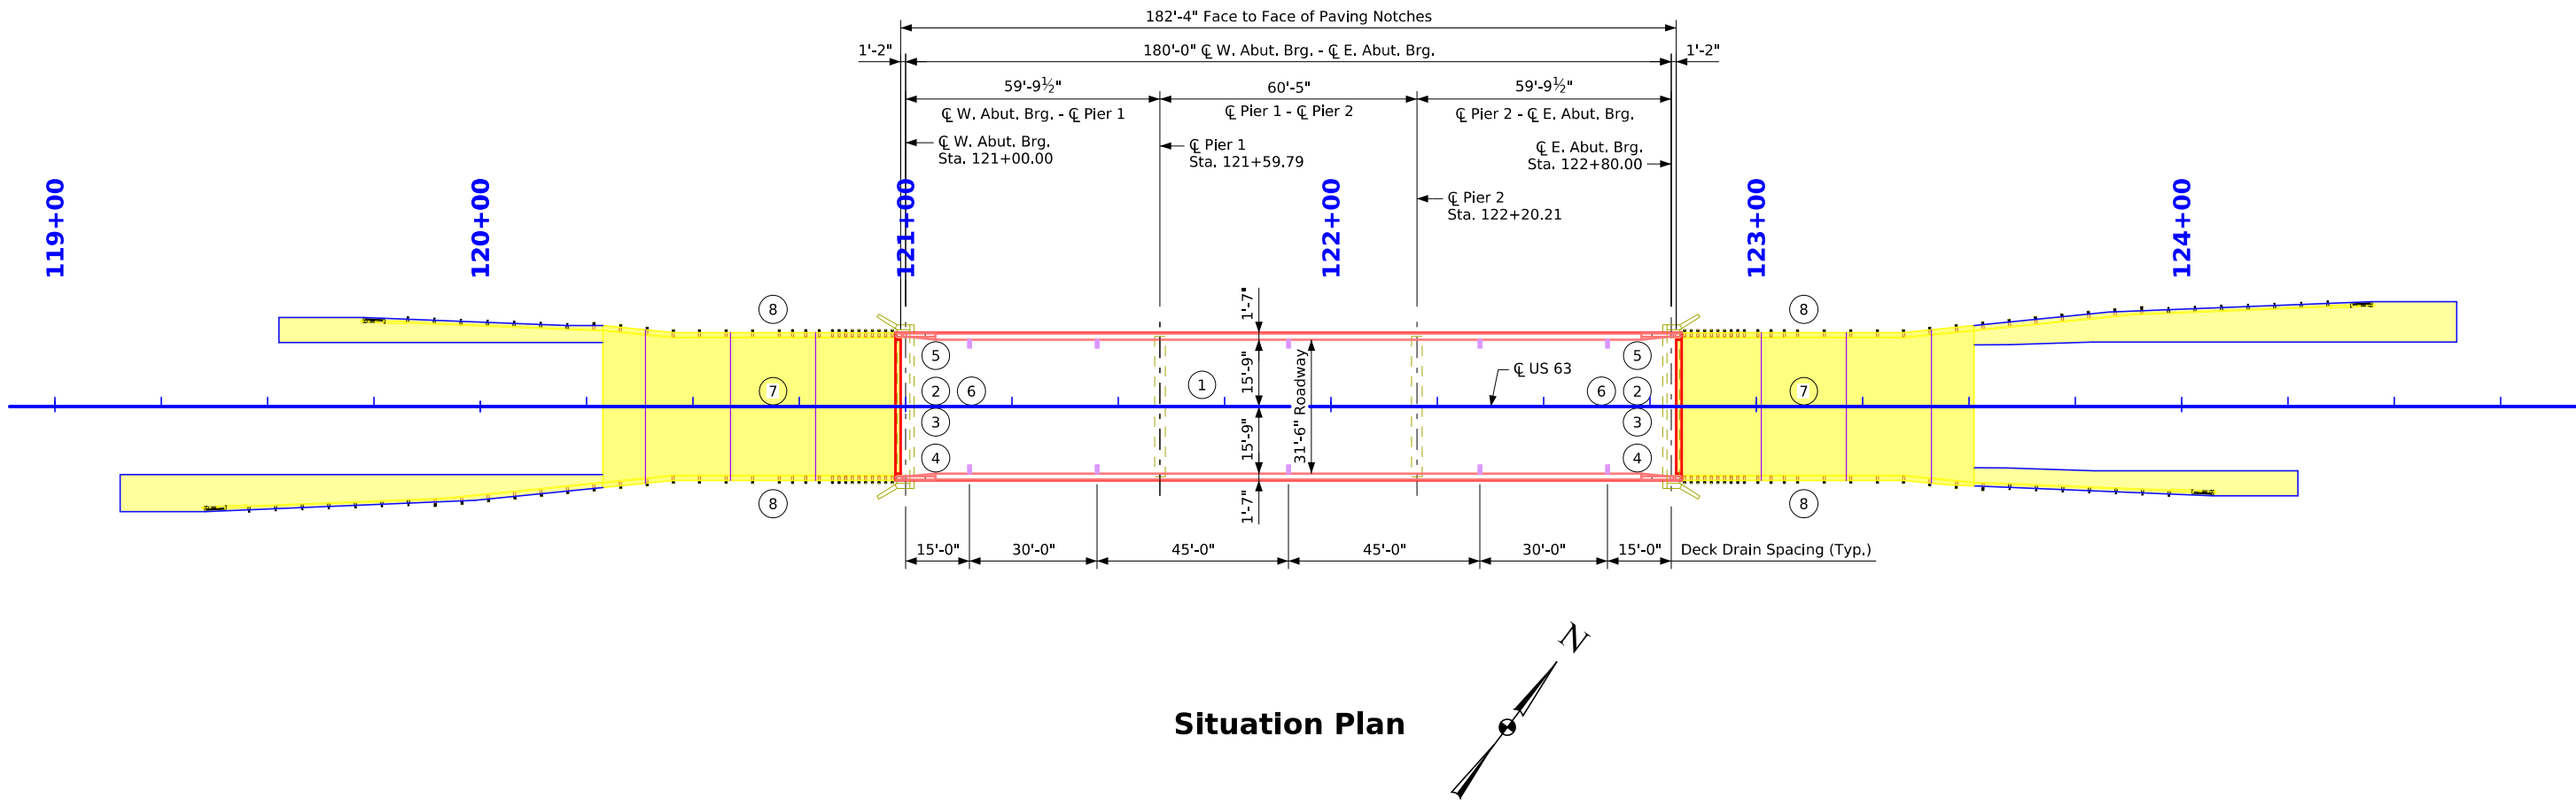 182'-4" Face to Face of Paving Notches
1'-2" 180'-0" ℄ W. Abut. Brg. - ℄ E. Abut. Brg. 1'-2"
59'-9½" 60'-5" 59'-9½"
℄ W. Abut. Brg. - ℄ Pier 1 ℄ Pier 1 - ℄ Pier 2 ℄ Pier 2 - ℄ E. Abut. Brg.
℄ W. Abut. Brg.
Sta. 121+00.00
℄ Pier 1
Sta. 121+59.79
℄ E. Abut. Brg.
Sta. 122+80.00
℄ Pier 2
Sta. 122+20.21
119+00 120+00 121+00 122+00 123+00 124+00
8 1'-7" 8
5 15'-9" 31'-6" Roadway 5
℄ US 63
7 2 6 1 6 2 7
3 15'-9" 3
4 4
8 1'-7" 8
15'-0" 30'-0" 45'-0" 45'-0" 30'-0" 15'-0" Deck Drain Spacing (Typ.)
N
Situation Plan